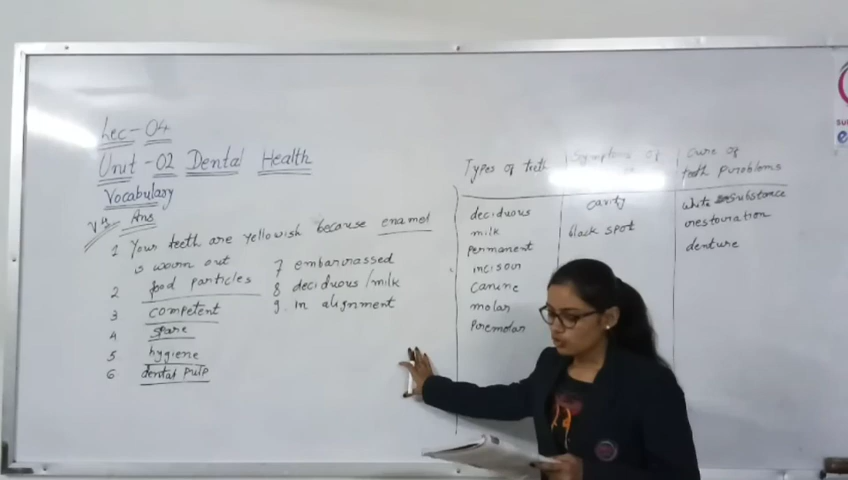 Lec-04
Unit-02 Dental Health
Vocabulary
Ans
1 Your teeth are yellowish because enamel
is worn out
2 food particles
3 competent
4 spare
5 hygiene
6 dental pulp
7 embarrassed
8 deciduous/milk
9. In alignment
Types of teeth
deciduous
milk
permanent
incisor
Canine
molar
Premolar
Symptoms of
cavity
black spot
Cure of
teeth problems
white substance
restoration
denture